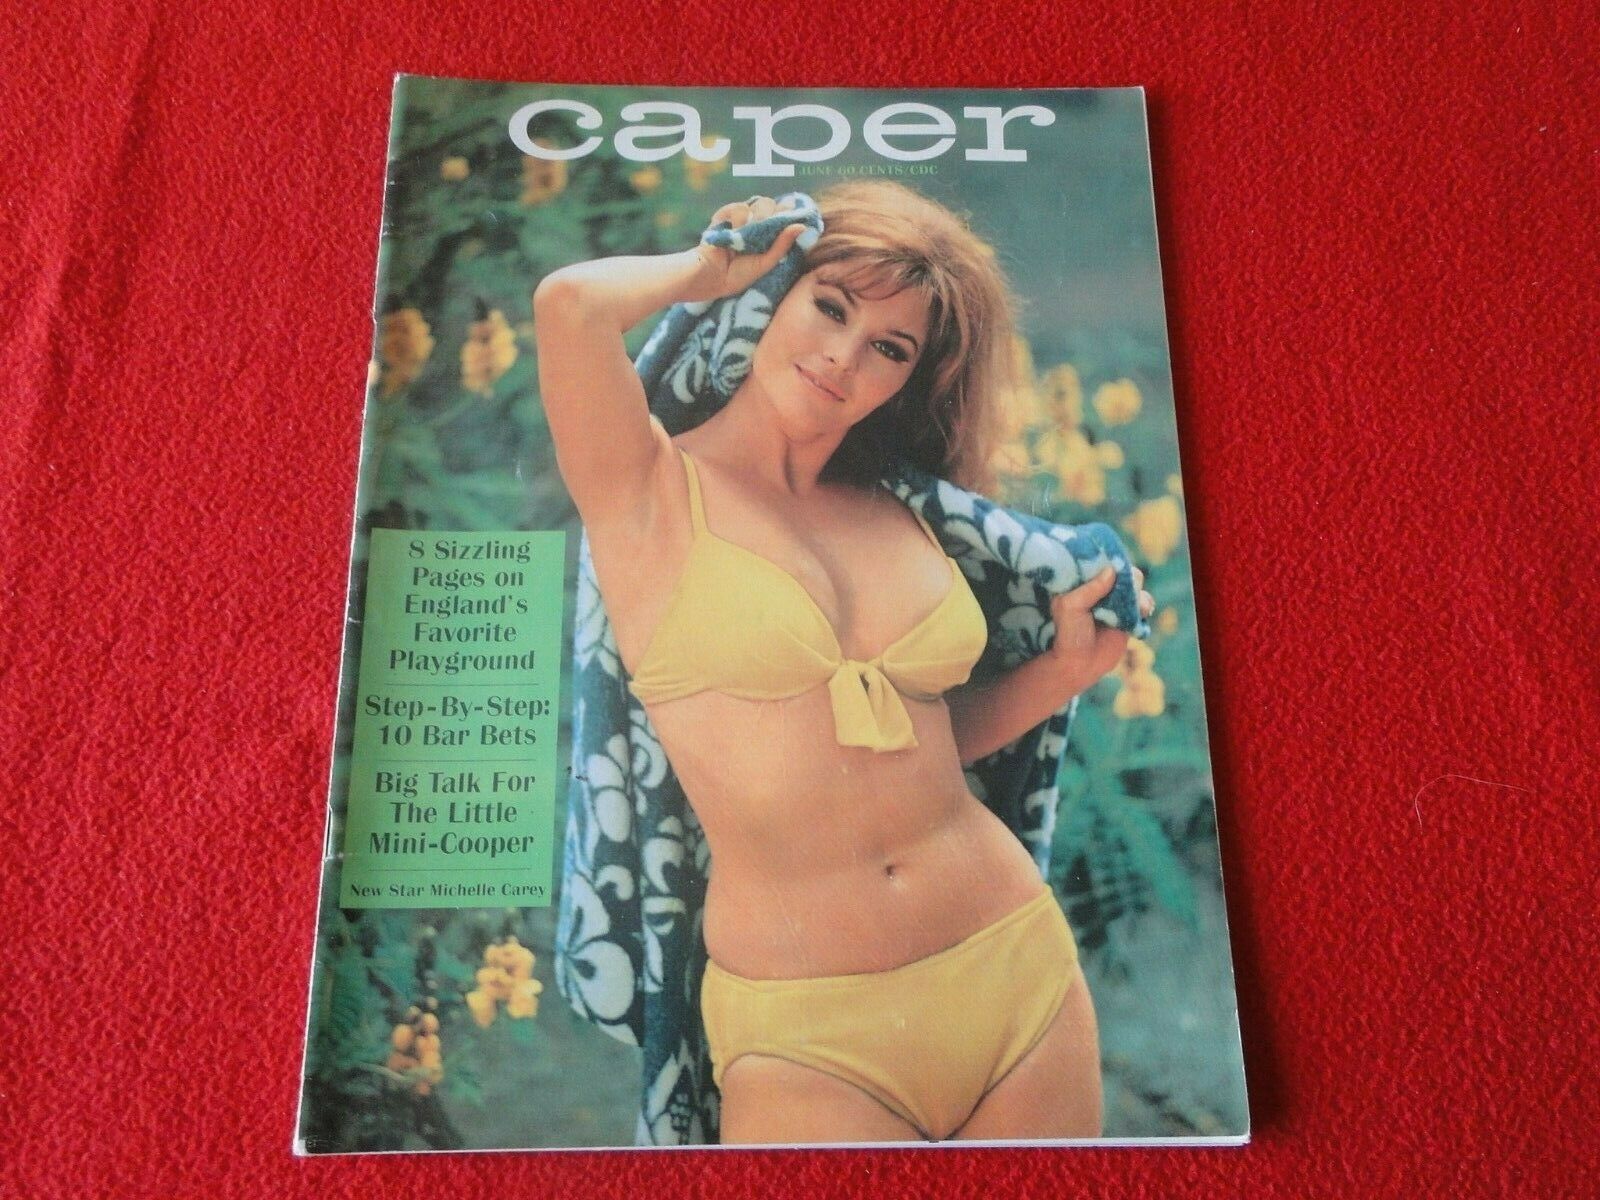 caper
JUNE 60 CENTS/CDC
8 Sizzling
Pages on
England's
Favorite
Playground
Step-By-Step:
10 Bar Bets
Big Talk For
The Little
Mini-Cooper
New Star Michelle Carey